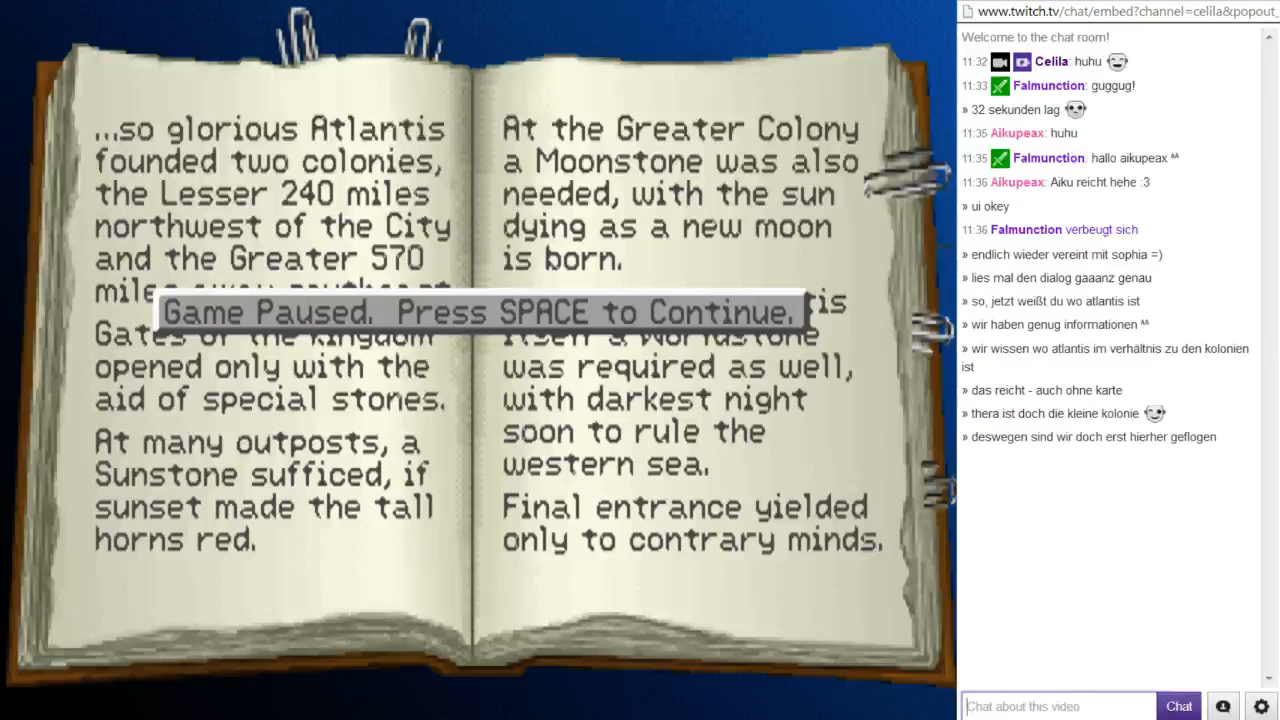 ...so glorious Atlantis
founded two colonies,
the Lesser 240 miles
northwest of the City
and the Greater 570
Gates of the kingdom
opened only with the
aid of special stones.
At many outposts, a
Sunstone sufficed, if
sunset made the tall
horns red.
At the Greater Colony
a Moonstone was also
needed, with the sun
dying as a new moon
is born.
was required as well,
with darkest night
soon to rule the
western sea.
Final entrance yielded
only to contrary minds.
Game Paused. Press SPACE to Continue.
www.twitch.tv/chat/embed?channel=celila&popout_
Welcome to the chat room!
11:32 Celila: huhu
11:33 Falmunction: guggug!
» 32 sekunden lag
11:35 Aikupeax: huhu
11:35 Falmunction: hallo aikupeax ^^
11:36 Aikupeax: Aiku reicht hehe :3
» ui okey
11:36 Falmunction verbeugt sich
» endlich wieder vereint mit sophia =)
» lies mal den dialog gaaanz genau
» so, jetzt weißt du wo atlantis ist
» wir haben genug informationen ^^
» wir wissen wo atlantis im verhältnis zu den kolonien
ist
» das reicht - auch ohne karte
» thera ist doch die kleine kolonie
» deswegen sind wir doch erst hierher geflogen
Chat about this video
Chat